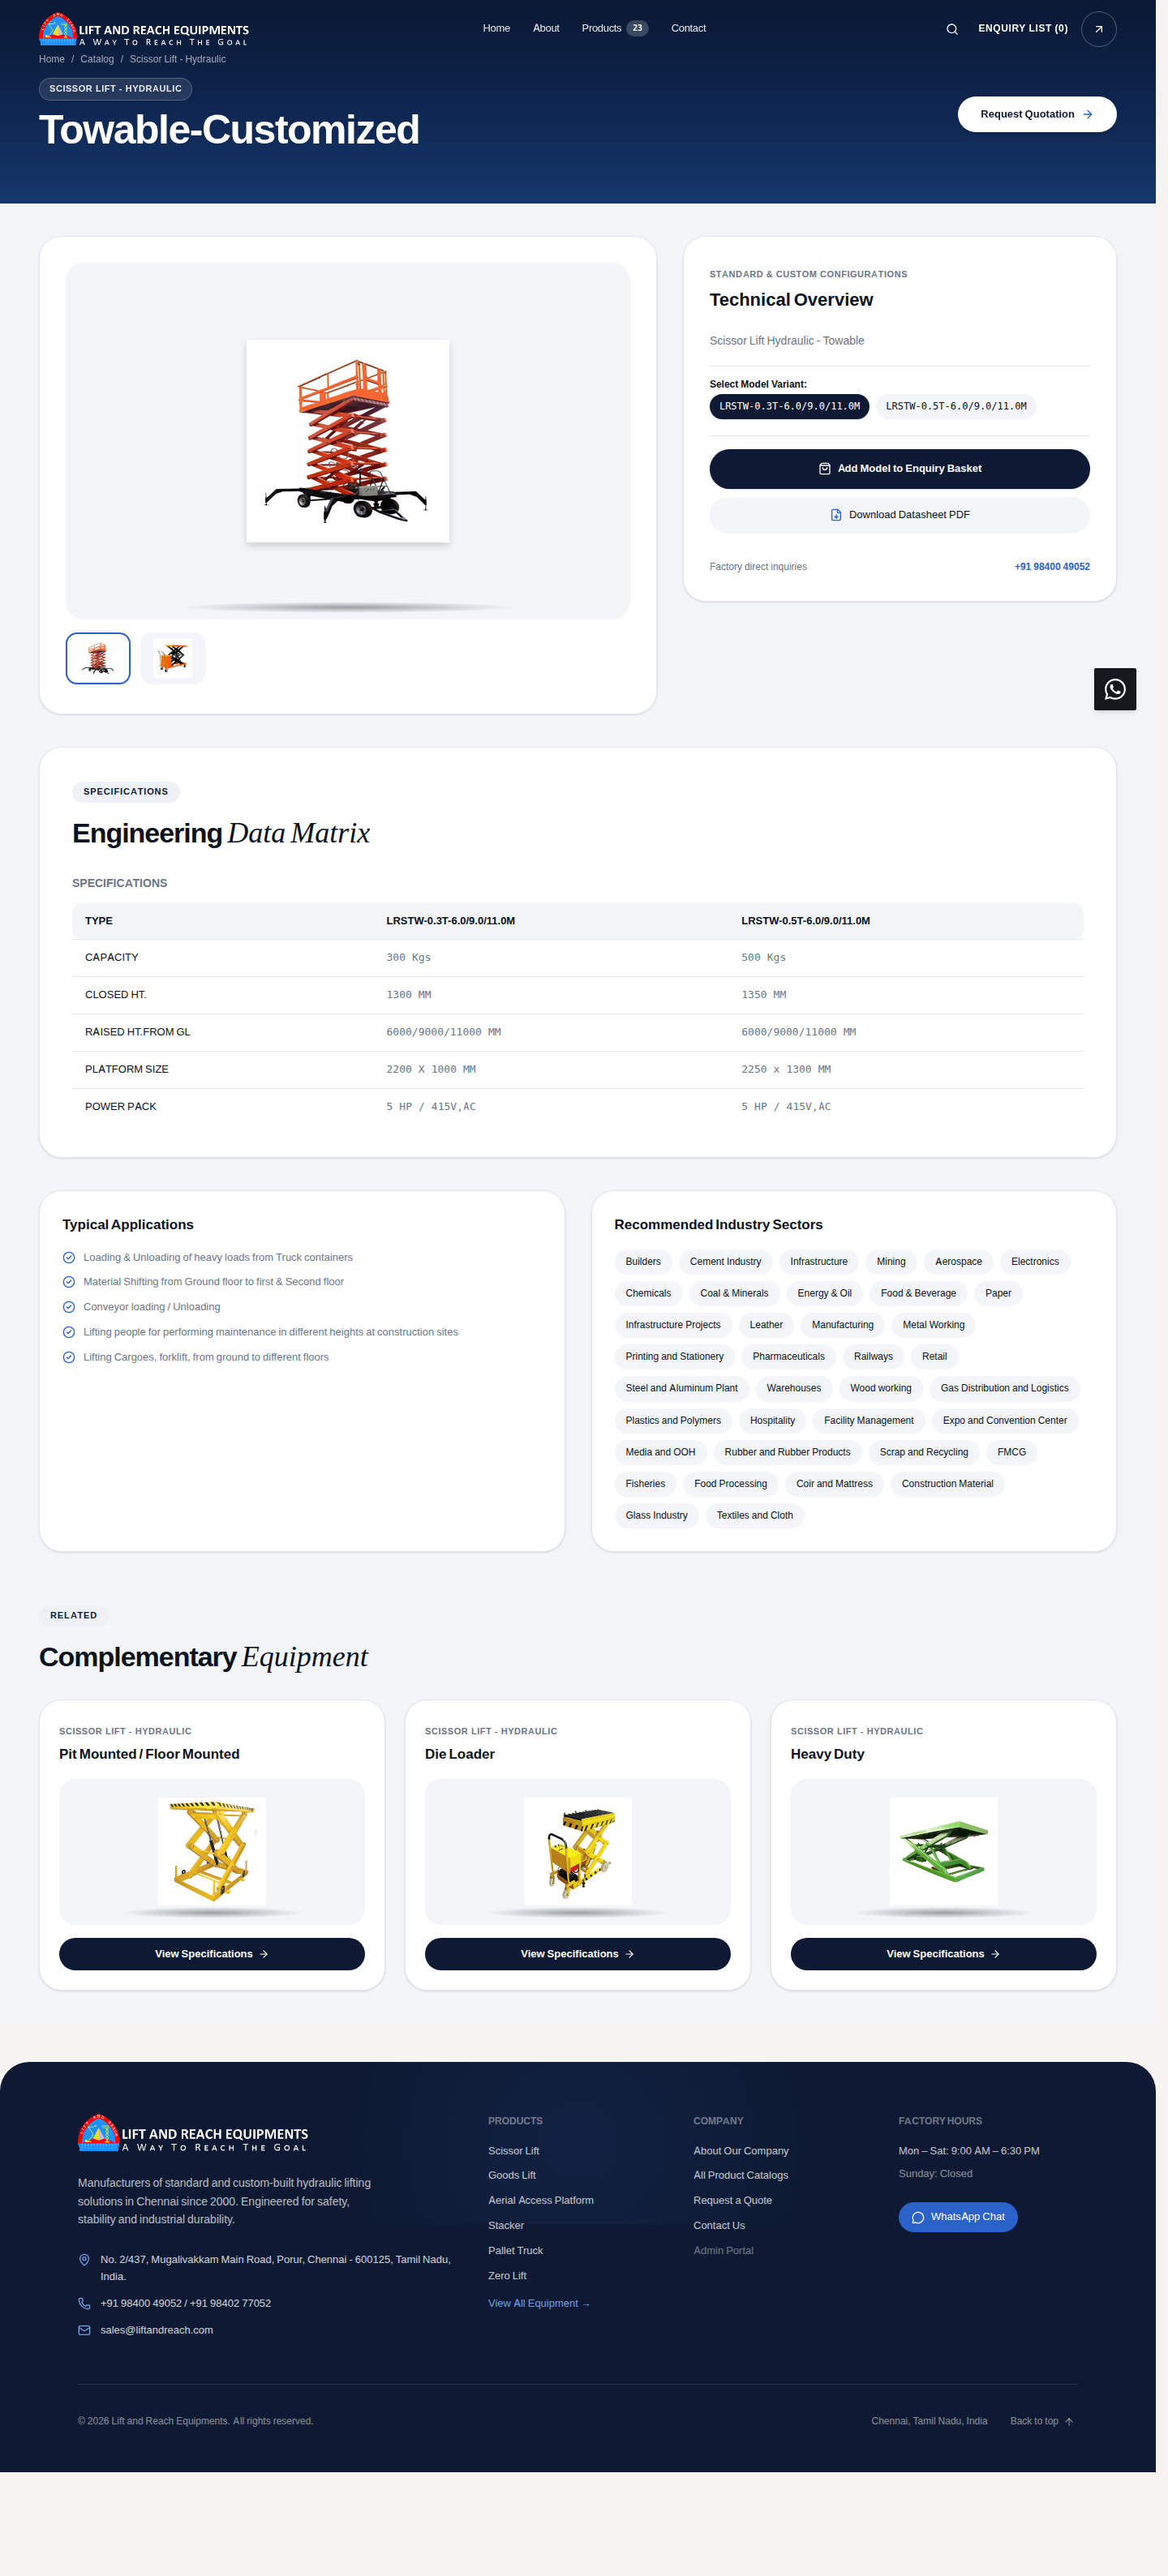 LIFT AND REACH EQUIPMENTS
A Way To Reach The Goal
Home
About
Products 23
Contact
ENQUIRY LIST (0)
Home / Catalog / Scissor Lift - Hydraulic
SCISSOR LIFT - HYDRAULIC
Towable-Customized
Request Quotation
STANDARD & CUSTOM CONFIGURATIONS
Technical Overview
Scissor Lift Hydraulic - Towable
Select Model Variant:
LRSTW-0.3T-6.0/9.0/11.0M
LRSTW-0.5T-6.0/9.0/11.0M
Add Model to Enquiry Basket
Download Datasheet PDF
Factory direct inquiries
+91 98400 49052
SPECIFICATIONS
Engineering Data Matrix
SPECIFICATIONS
TYPE LRSTW-0.3T-6.0/9.0/11.0M LRSTW-0.5T-6.0/9.0/11.0M
CAPACITY 300 Kgs 500 Kgs
CLOSED HT. 1300 MM 1350 MM
RAISED HT.FROM GL 6000/9000/11000 MM 6000/9000/11000 MM
PLATFORM SIZE 2200 X 1000 MM 2250 x 1300 MM
POWER PACK 5 HP / 415V,AC 5 HP / 415V,AC
Typical Applications
Loading & Unloading of heavy loads from Truck containers
Material Shifting from Ground floor to first & Second floor
Conveyor loading / Unloading
Lifting people for performing maintenance in different heights at construction sites
Lifting Cargoes, forklift, from ground to different floors
Recommended Industry Sectors
Builders Cement Industry Infrastructure Mining Aerospace Electronics
Chemicals Coal & Minerals Energy & Oil Food & Beverage Paper
Infrastructure Projects Leather Manufacturing Metal Working
Printing and Stationery Pharmaceuticals Railways Retail
Steel and Aluminum Plant Warehouses Wood working Gas Distribution and Logistics
Plastics and Polymers Hospitality Facility Management Expo and Convention Center
Media and OOH Rubber and Rubber Products Scrap and Recycling FMCG
Fisheries Food Processing Coir and Mattress Construction Material
Glass Industry Textiles and Cloth
RELATED
Complementary Equipment
SCISSOR LIFT - HYDRAULIC
Pit Mounted / Floor Mounted
View Specifications
SCISSOR LIFT - HYDRAULIC
Die Loader
View Specifications
SCISSOR LIFT - HYDRAULIC
Heavy Duty
View Specifications
LIFT AND REACH EQUIPMENTS
A Way To Reach The Goal
Manufacturers of standard and custom-built hydraulic lifting
solutions in Chennai since 2000. Engineered for safety,
stability and industrial durability.
No. 2/437, Mugalivakkam Main Road, Porur, Chennai - 600125, Tamil Nadu,
India.
+91 98400 49052 / +91 98402 77052
sales@liftandreach.com
PRODUCTS
Scissor Lift
Goods Lift
Aerial Access Platform
Stacker
Pallet Truck
Zero Lift
View All Equipment →
COMPANY
About Our Company
All Product Catalogs
Request a Quote
Contact Us
Admin Portal
FACTORY HOURS
Mon – Sat: 9:00 AM – 6:30 PM
Sunday: Closed
WhatsApp Chat
© 2026 Lift and Reach Equipments. All rights reserved.
Chennai, Tamil Nadu, India
Back to top